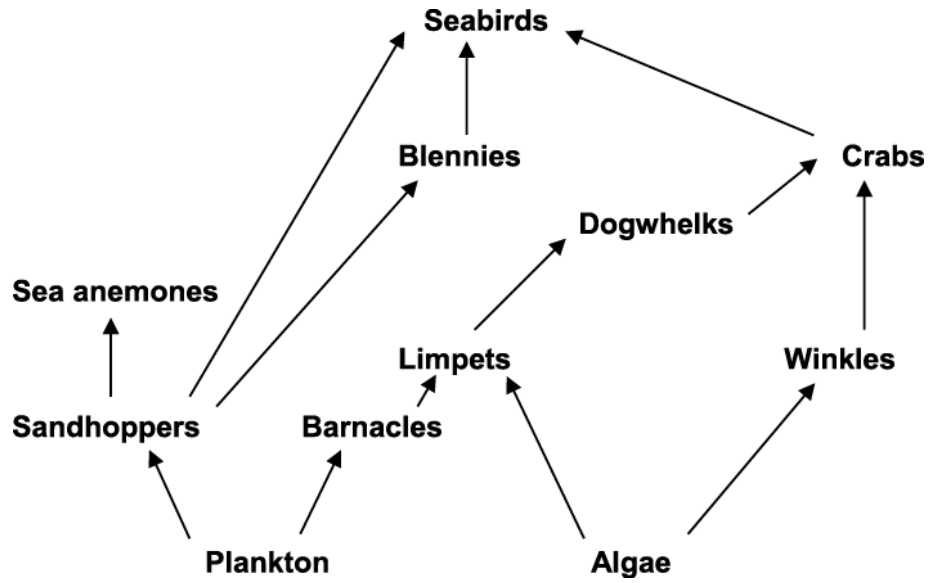 Seabirds
Blennies
Crabs
Dogwhelks
Sea anemones
Limpets
Winkles
Sandhoppers
Barnacles
Plankton
Algae